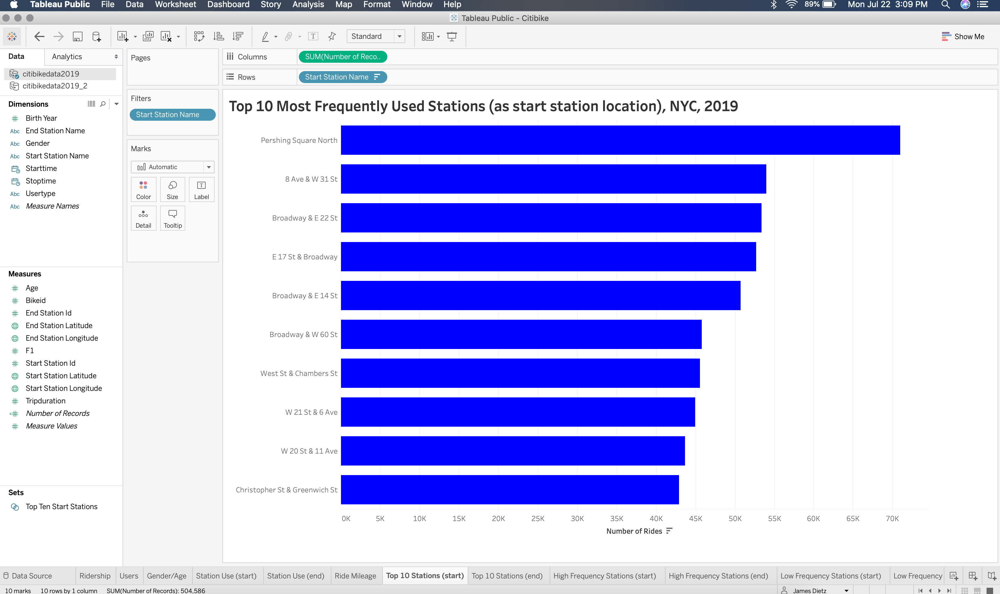 Tableau Public File Data Worksheet Dashboard Story Analysis Map Format Window Help 89% Mon Jul 22 3:09 PM
Tableau Public - Citibike
Standard Show Me
Data Analytics
citibikedata2019
citibikedata2019_2
Dimensions
Birth Year
Abc End Station Name
Abc Gender
Abc Start Station Name
Starttime
Stoptime
Abc Usertype
Abc Measure Names
Measures
Age
Bikeid
End Station Id
End Station Latitude
End Station Longitude
F1
Start Station Id
Start Station Latitude
Start Station Longitude
Tripduration
Number of Records
Measure Values
Sets
Top Ten Start Stations
Pages
Filters
Start Station Name
Marks
Automatic
Color Size Label
Detail Tooltip
Columns SUM(Number of Reco..
Rows Start Station Name
Top 10 Most Frequently Used Stations (as start station location), NYC, 2019
Pershing Square North
8 Ave & W 31 St
Broadway & E 22 St
E 17 St & Broadway
Broadway & E 14 St
Broadway & W 60 St
West St & Chambers St
W 21 St & 6 Ave
W 20 St & 11 Ave
Christopher St & Greenwich St
0K 5K 10K 15K 20K 25K 30K 35K 40K 45K 50K 55K 60K 65K 70K
Number of Rides
Data Source Ridership Users Gender/Age Station Use (start) Station Use (end) Ride Mileage Top 10 Stations (start) Top 10 Stations (end) High Frequency Stations (start) High Frequency Stations (end) Low Frequency Stations (start) Low Frequency
10 marks 10 rows by 1 column SUM(Number of Records): 504,586 James Dietz